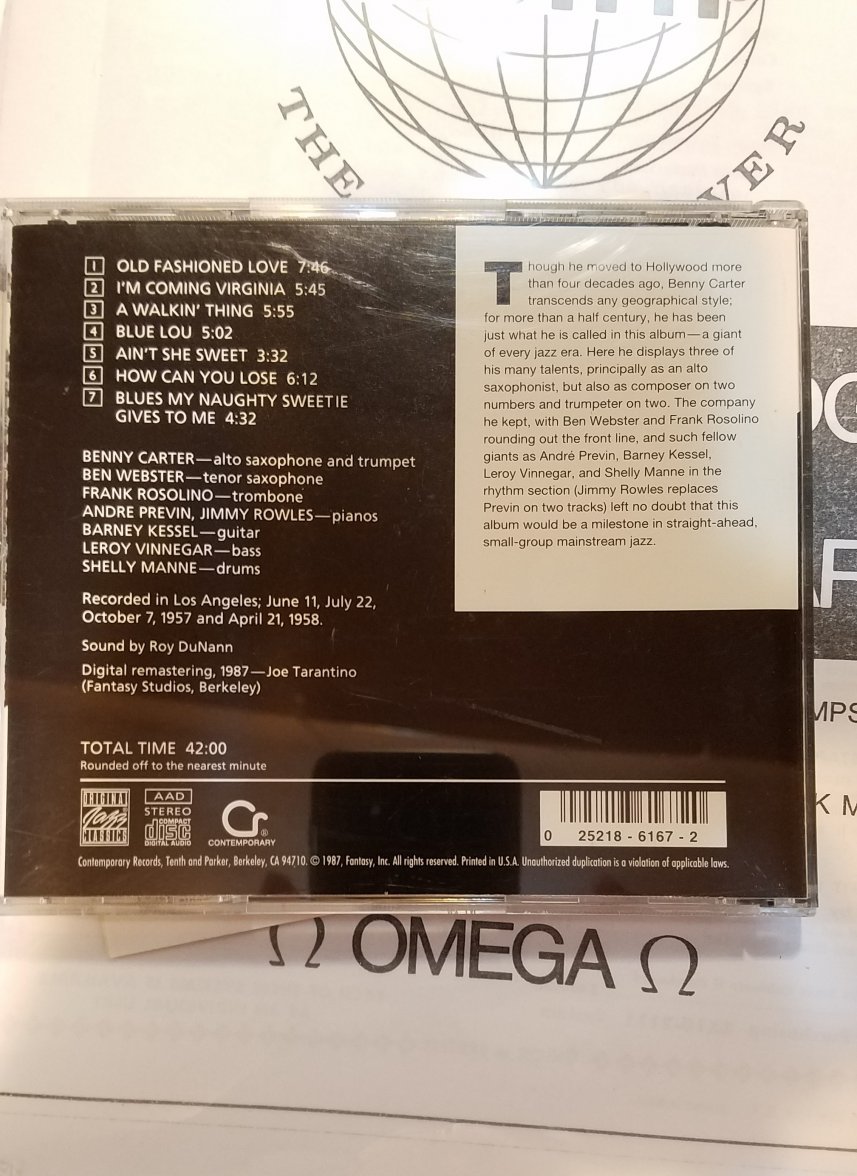 THE
VER
1 OLD FASHIONED LOVE 7:46
2 I'M COMING VIRGINIA 5:45
3 A WALKIN' THING 5:55
4 BLUE LOU 5:02
5 AIN'T SHE SWEET 3:32
6 HOW CAN YOU LOSE 6:12
7 BLUES MY NAUGHTY SWEETIE
GIVES TO ME 4:32
BENNY CARTER—alto saxophone and trumpet
BEN WEBSTER—tenor saxophone
FRANK ROSOLINO—trombone
ANDRE PREVIN, JIMMY ROWLES—pianos
BARNEY KESSEL—guitar
LEROY VINNEGAR—bass
SHELLY MANNE—drums
Recorded in Los Angeles; June 11, July 22,
October 7, 1957 and April 21, 1958.
Sound by Roy DuNann
Digital remastering, 1987—Joe Tarantino
(Fantasy Studios, Berkeley)
TOTAL TIME 42:00
Rounded off to the nearest minute
Though he moved to Hollywood more
than four decades ago, Benny Carter
transcends any geographical style;
for more than a half century, he has been
just what he is called in this album—a giant
of every jazz era. Here he displays three of
his many talents, principally as an alto
saxophonist, but also as composer on two
numbers and trumpeter on two. The company
he kept, with Ben Webster and Frank Rosolino
rounding out the front line, and such fellow
giants as André Previn, Barney Kessel,
Leroy Vinnegar, and Shelly Manne in the
rhythm section (Jimmy Rowles replaces
Previn on two tracks) left no doubt that this
album would be a milestone in straight-ahead,
small-group mainstream jazz.
ORIGINAL
Jazz
CLASSICS
AAD
STEREO
COMPACT
disc
DIGITAL AUDIO
CR®
CONTEMPORARY
0 25218-6167-2
Contemporary Records, Tenth and Parker, Berkeley, CA 94710. © 1987, Fantasy, Inc. All rights reserved. Printed in U.S.A. Unauthorized duplication is a violation of applicable laws.
MPS
K M
Ω OMEGA Ω